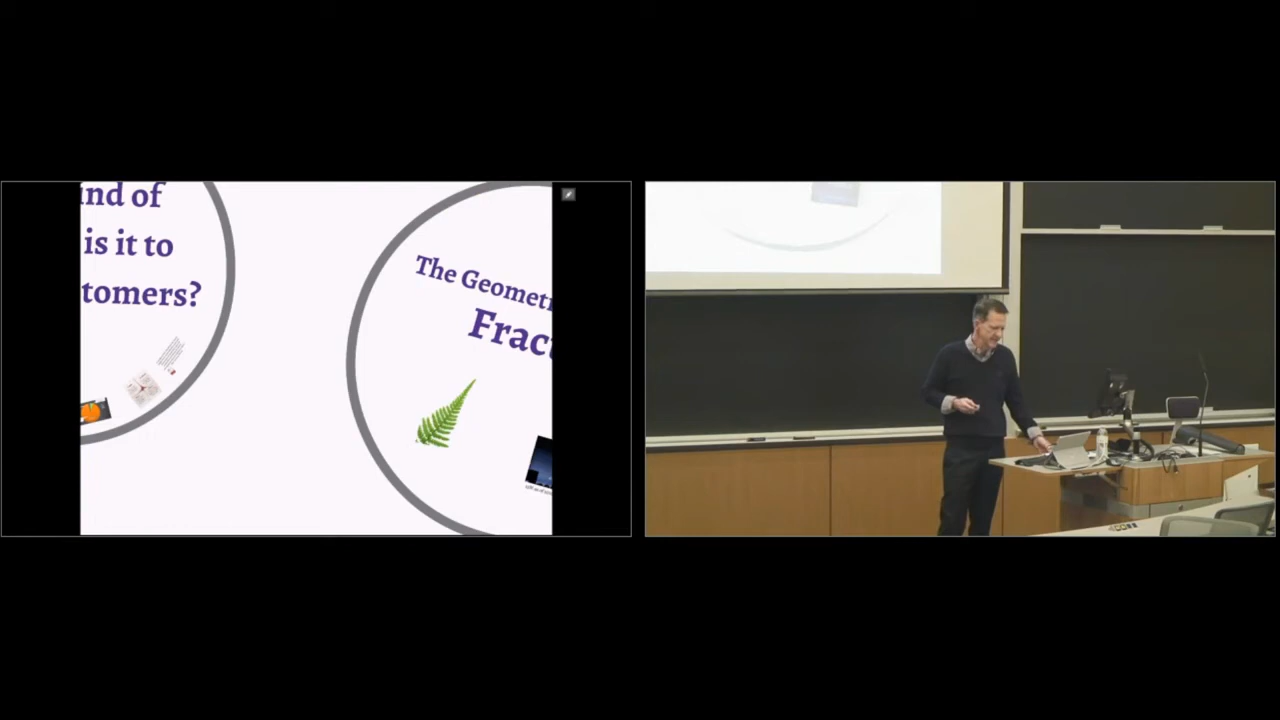 ind of
is it to
tomers?
The Geometr
Fract